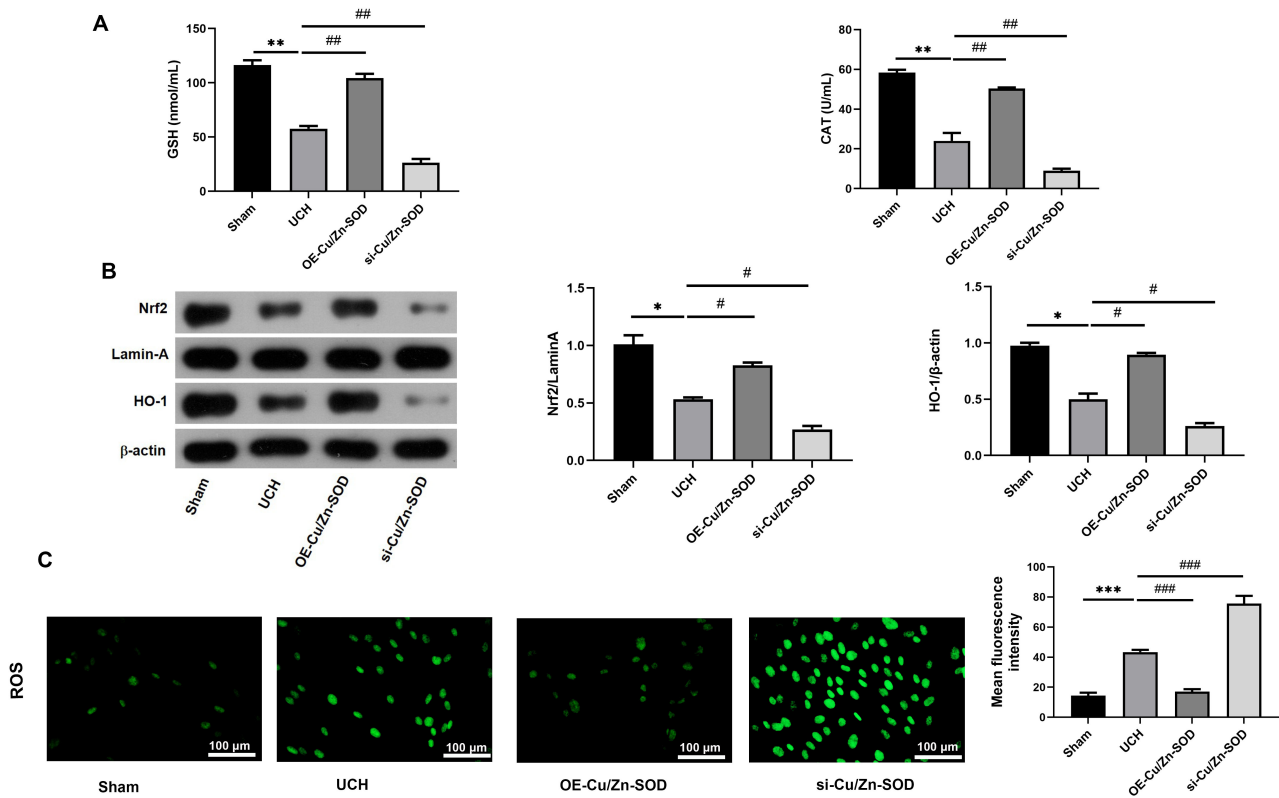 A
GSH (nmol/mL)
150
100
50
0
**
##
##
Sham
UCH
OE-Cu/Zn-SOD
si-Cu/Zn-SOD
CAT (U/mL)
80
60
40
20
0
**
##
##
Sham
UCH
OE-Cu/Zn-SOD
si-Cu/Zn-SOD
B
Nrf2
Lamin-A
HO-1
β-actin
Sham
UCH
OE-Cu/Zn-SOD
si-Cu/Zn-SOD
Nrf2/LaminA
1.5
1.0
0.5
0.0
*
#
#
Sham
UCH
OE-Cu/Zn-SOD
si-Cu/Zn-SOD
HO-1/β-actin
1.5
1.0
0.5
0.0
*
#
#
Sham
UCH
OE-Cu/Zn-SOD
si-Cu/Zn-SOD
C
ROS
100 μm
100 μm
100 μm
100 μm
Sham
UCH
OE-Cu/Zn-SOD
si-Cu/Zn-SOD
Mean fluorescence
intensity
100
80
60
40
20
0
***
###
###
Sham
UCH
OE-Cu/Zn-SOD
si-Cu/Zn-SOD